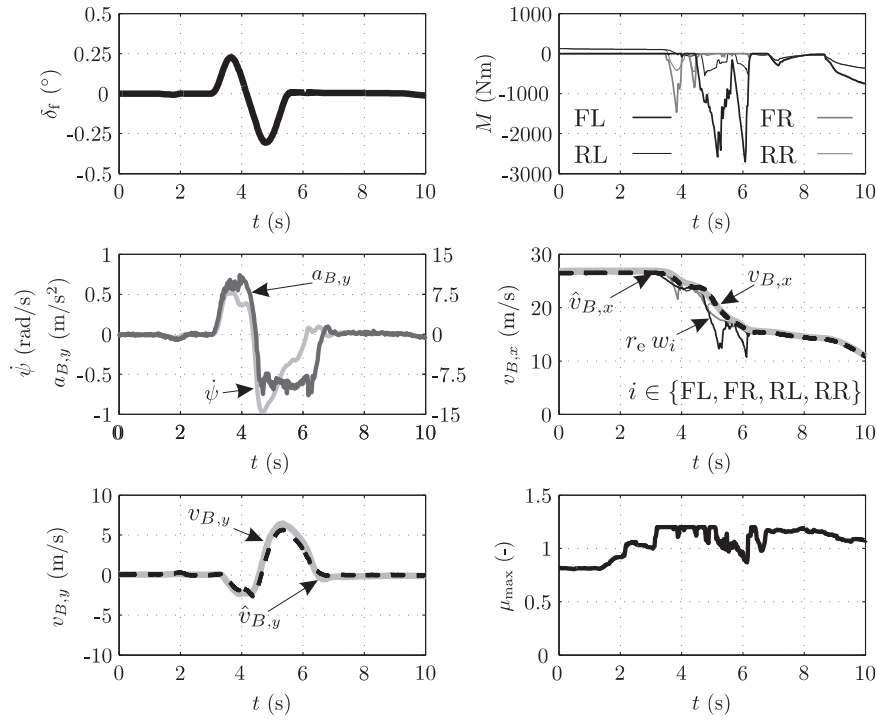 0.5
0.25
0
-0.25
-0.5
δf (°)
0 2 4 6 8 10
t (s)
1000
0
-1000
-2000
-3000
M (Nm)
FL FR
RL RR
0 2 4 6 8 10
t (s)
1
0.5
0
-0.5
-1
ψ̇ (rad/s)
aB,y (m/s²)
15
7.5
0
-7.5
-15
aB,y
ψ̇
0 2 4 6 8 10
t (s)
30
20
10
0
vB,x (m/s)
v̂B,x
vB,x
re wi
i ∈ {FL, FR, RL, RR}
0 2 4 6 8 10
t (s)
10
5
0
-5
-10
vB,y (m/s)
vB,y
v̂B,y
0 2 4 6 8 10
t (s)
1.5
1
0.5
0
μmax (-)
0 2 4 6 8 10
t (s)